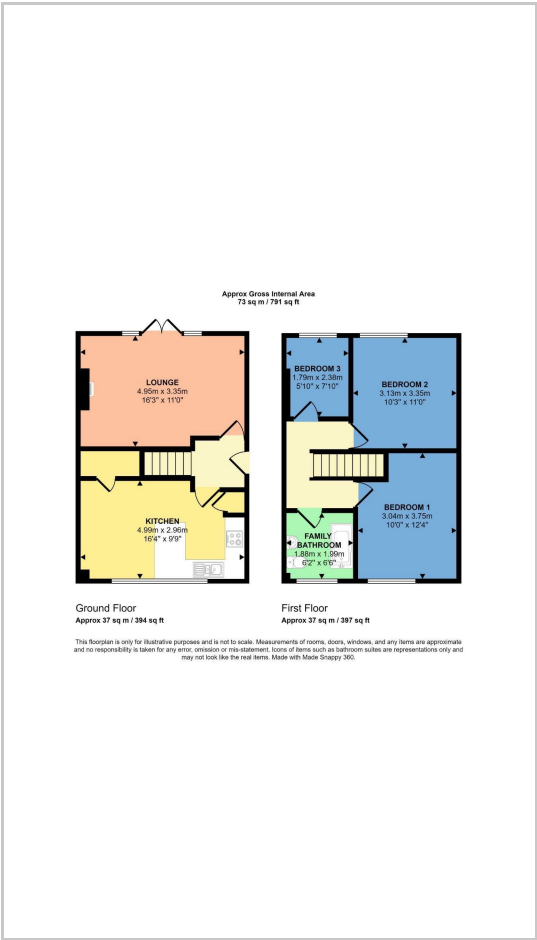 Approx Gross Internal Area
73 sq m / 791 sq ft
LOUNGE
4.95m x 3.35m
16'3" x 11'0"
KITCHEN
4.99m x 2.96m
16'4" x 9'9"
BEDROOM 3
1.79m x 2.38m
5'10" x 7'10"
BEDROOM 2
3.13m x 3.35m
10'3" x 11'0"
BEDROOM 1
3.04m x 3.75m
10'0" x 12'4"
FAMILY
BATHROOM
1.88m x 1.99m
6'2" x 6'6"
Ground Floor
Approx 37 sq m / 394 sq ft
First Floor
Approx 37 sq m / 397 sq ft
This floorplan is only for illustrative purposes and is not to scale. Measurements of rooms, doors, windows, and any items are approximate
and no responsibility is taken for any error, omission or mis-statement. Icons of items such as bathroom suites are representations only and
may not look like the real items. Made with Made Snappy 360.